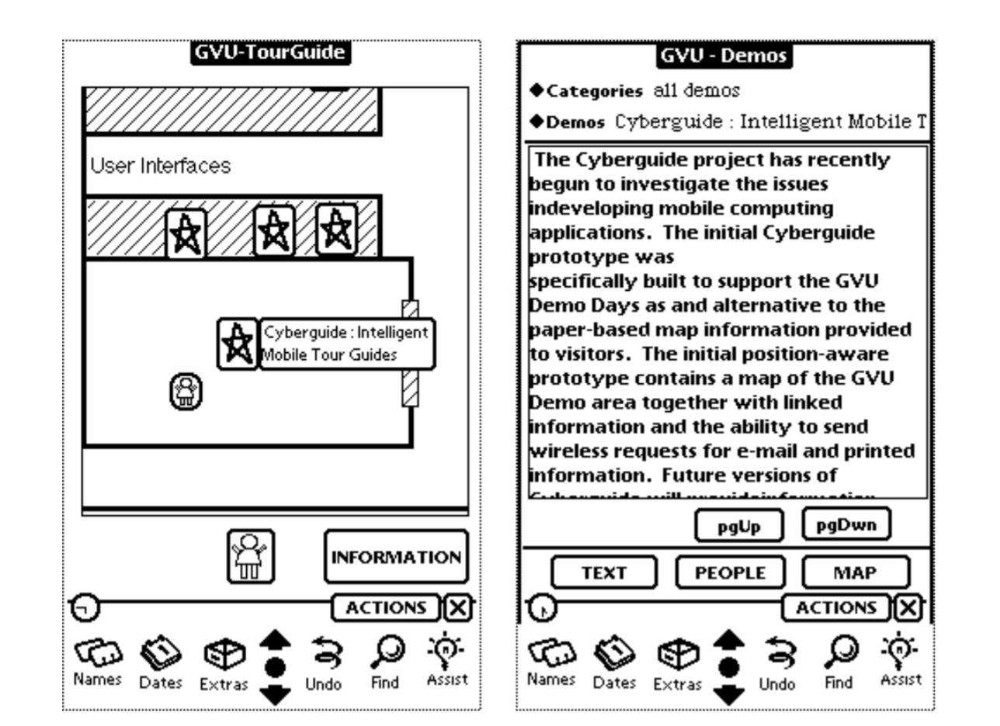 GVU-TourGuide
User Interfaces
Cyberguide : Intelligent
Mobile Tour Guides
INFORMATION
ACTIONS
Names Dates Extras Undo Find Assist
GVU - Demos
Categories all demos
Demos Cyberguide : Intelligent Mobile T
The Cyberguide project has recently
begun to investigate the issues
indeveloping mobile computing
applications. The initial Cyberguide
prototype was
specifically built to support the GVU
Demo Days as and alternative to the
paper-based map information provided
to visitors. The initial position-aware
prototype contains a map of the GVU
Demo area together with linked
information and the ability to send
wireless requests for e-mail and printed
information. Future versions of
Cyberguide will provideinformation
pgUp pgDwn
TEXT PEOPLE MAP
ACTIONS
Names Dates Extras Undo Find Assist